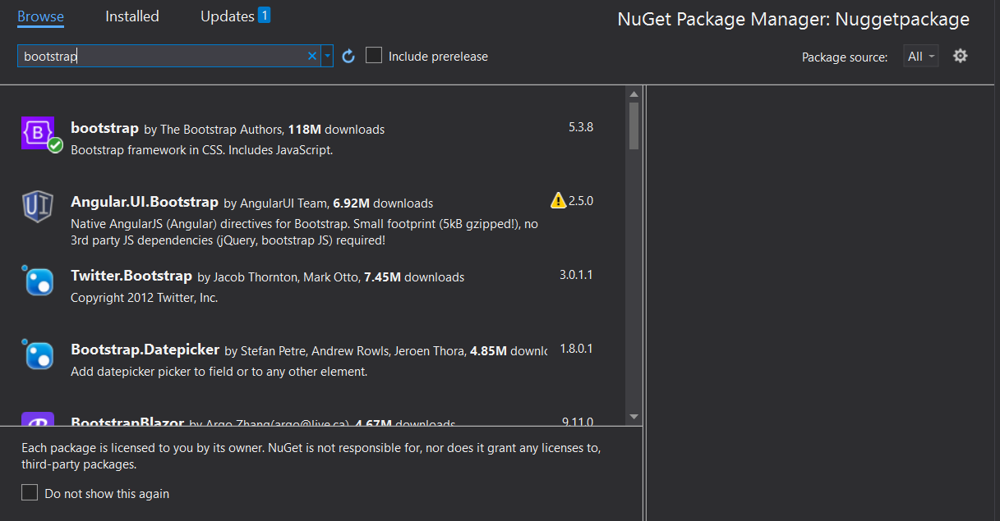 Browse Installed Updates 1 NuGet Package Manager: Nuggetpackage
bootstrap Include prerelease Package source: All
B bootstrap by The Bootstrap Authors, 118M downloads 5.3.8
Bootstrap framework in CSS. Includes JavaScript.
UI Angular.UI.Bootstrap by AngularUI Team, 6.92M downloads 2.5.0
Native AngularJS (Angular) directives for Bootstrap. Small footprint (5kB gzipped!), no
3rd party JS dependencies (jQuery, bootstrap JS) required!
Twitter.Bootstrap by Jacob Thornton, Mark Otto, 7.45M downloads 3.0.1.1
Copyright 2012 Twitter, Inc.
Bootstrap.Datepicker by Stefan Petre, Andrew Rowls, Jeroen Thora, 4.85M downlo 1.8.0.1
Add datepicker picker to field or to any other element.
BootstrapBlazor by Argo Zhang(argo@live.ca), 4.67M downloads 9.11.0
Each package is licensed to you by its owner. NuGet is not responsible for, nor does it grant any licenses to,
third-party packages.
Do not show this again